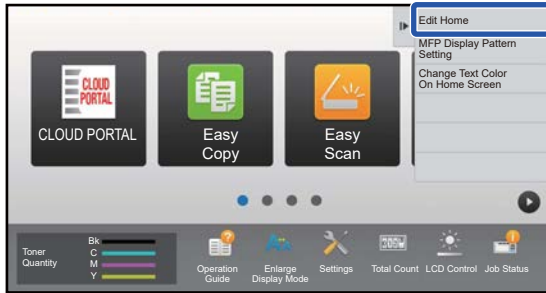 Edit Home
MFP Display Pattern
Setting
Change Text Color
On Home Screen
CLOUD
PORTAL
CLOUD PORTAL
Easy
Copy
Easy
Scan
Toner
Quantity
Bk
C
M
Y
Operation
Guide
Enlarge
Display Mode
Settings
Total Count
LCD Control
Job Status